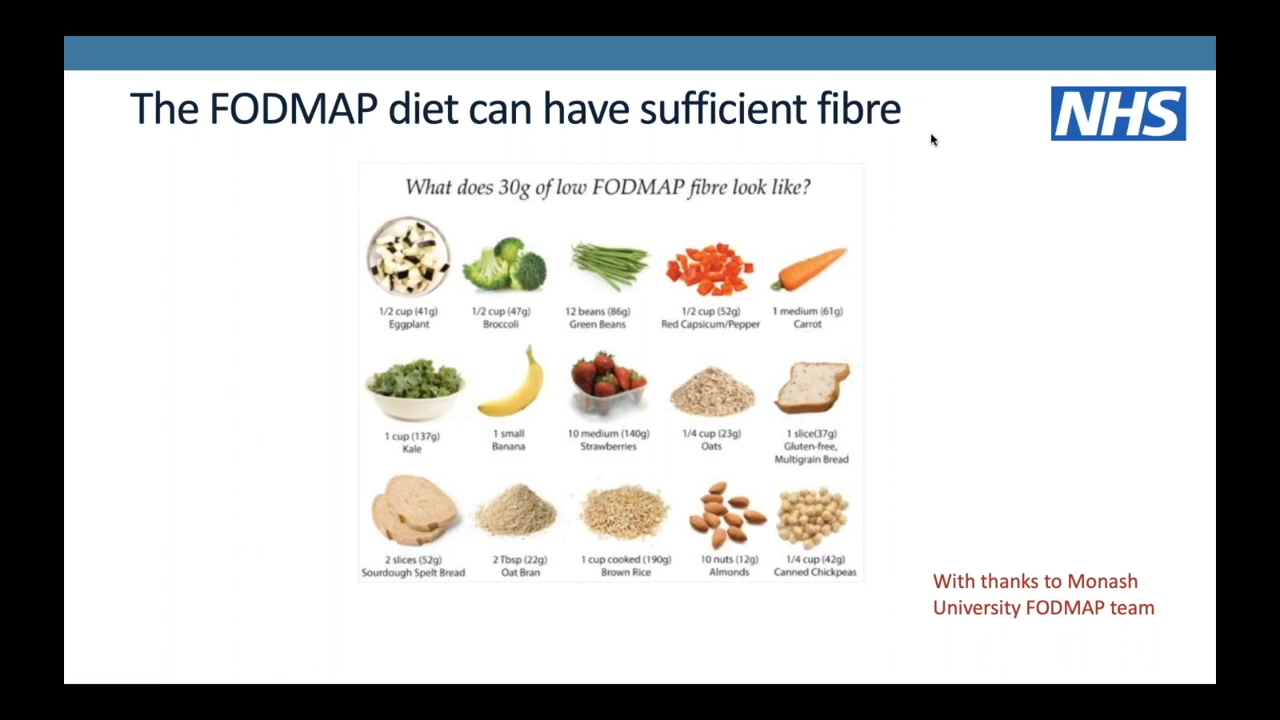 The FODMAP diet can have sufficient fibre
NHS
What does 30g of low FODMAP fibre look like?
1/2 cup (41g)
Eggplant
1/2 cup (47g)
Broccoli
12 beans (86g)
Green Beans
1/2 cup (52g)
Red Capsicum/Pepper
1 medium (61g)
Carrot
1 cup (137g)
Kale
1 small
Banana
10 medium (140g)
Strawberries
1/4 cup (23g)
Oats
1 slice(37g)
Gluten-free,
Multigrain Bread
2 slices (52g)
Sourdough Spelt Bread
2 Tbsp (22g)
Oat Bran
1 cup cooked (190g)
Brown Rice
10 nuts (12g)
Almonds
1/4 cup (42g)
Canned Chickpeas
With thanks to Monash
University FODMAP team